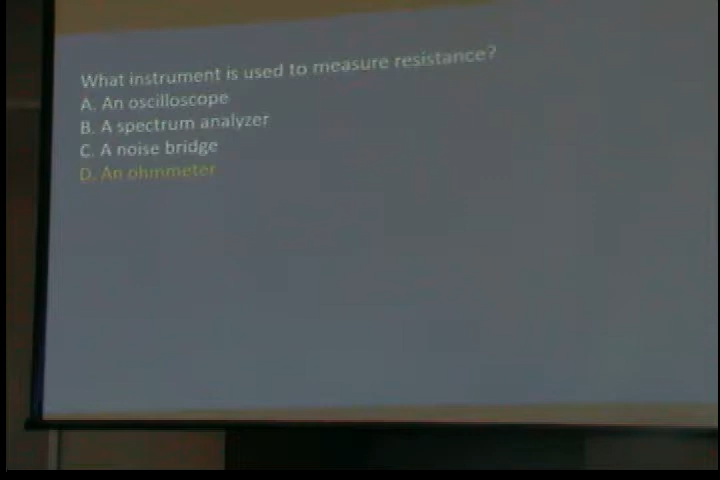 What instrument is used to measure resistance?
A. An oscilloscope
B. A spectrum analyzer
C. A noise bridge
D. An ohmmeter